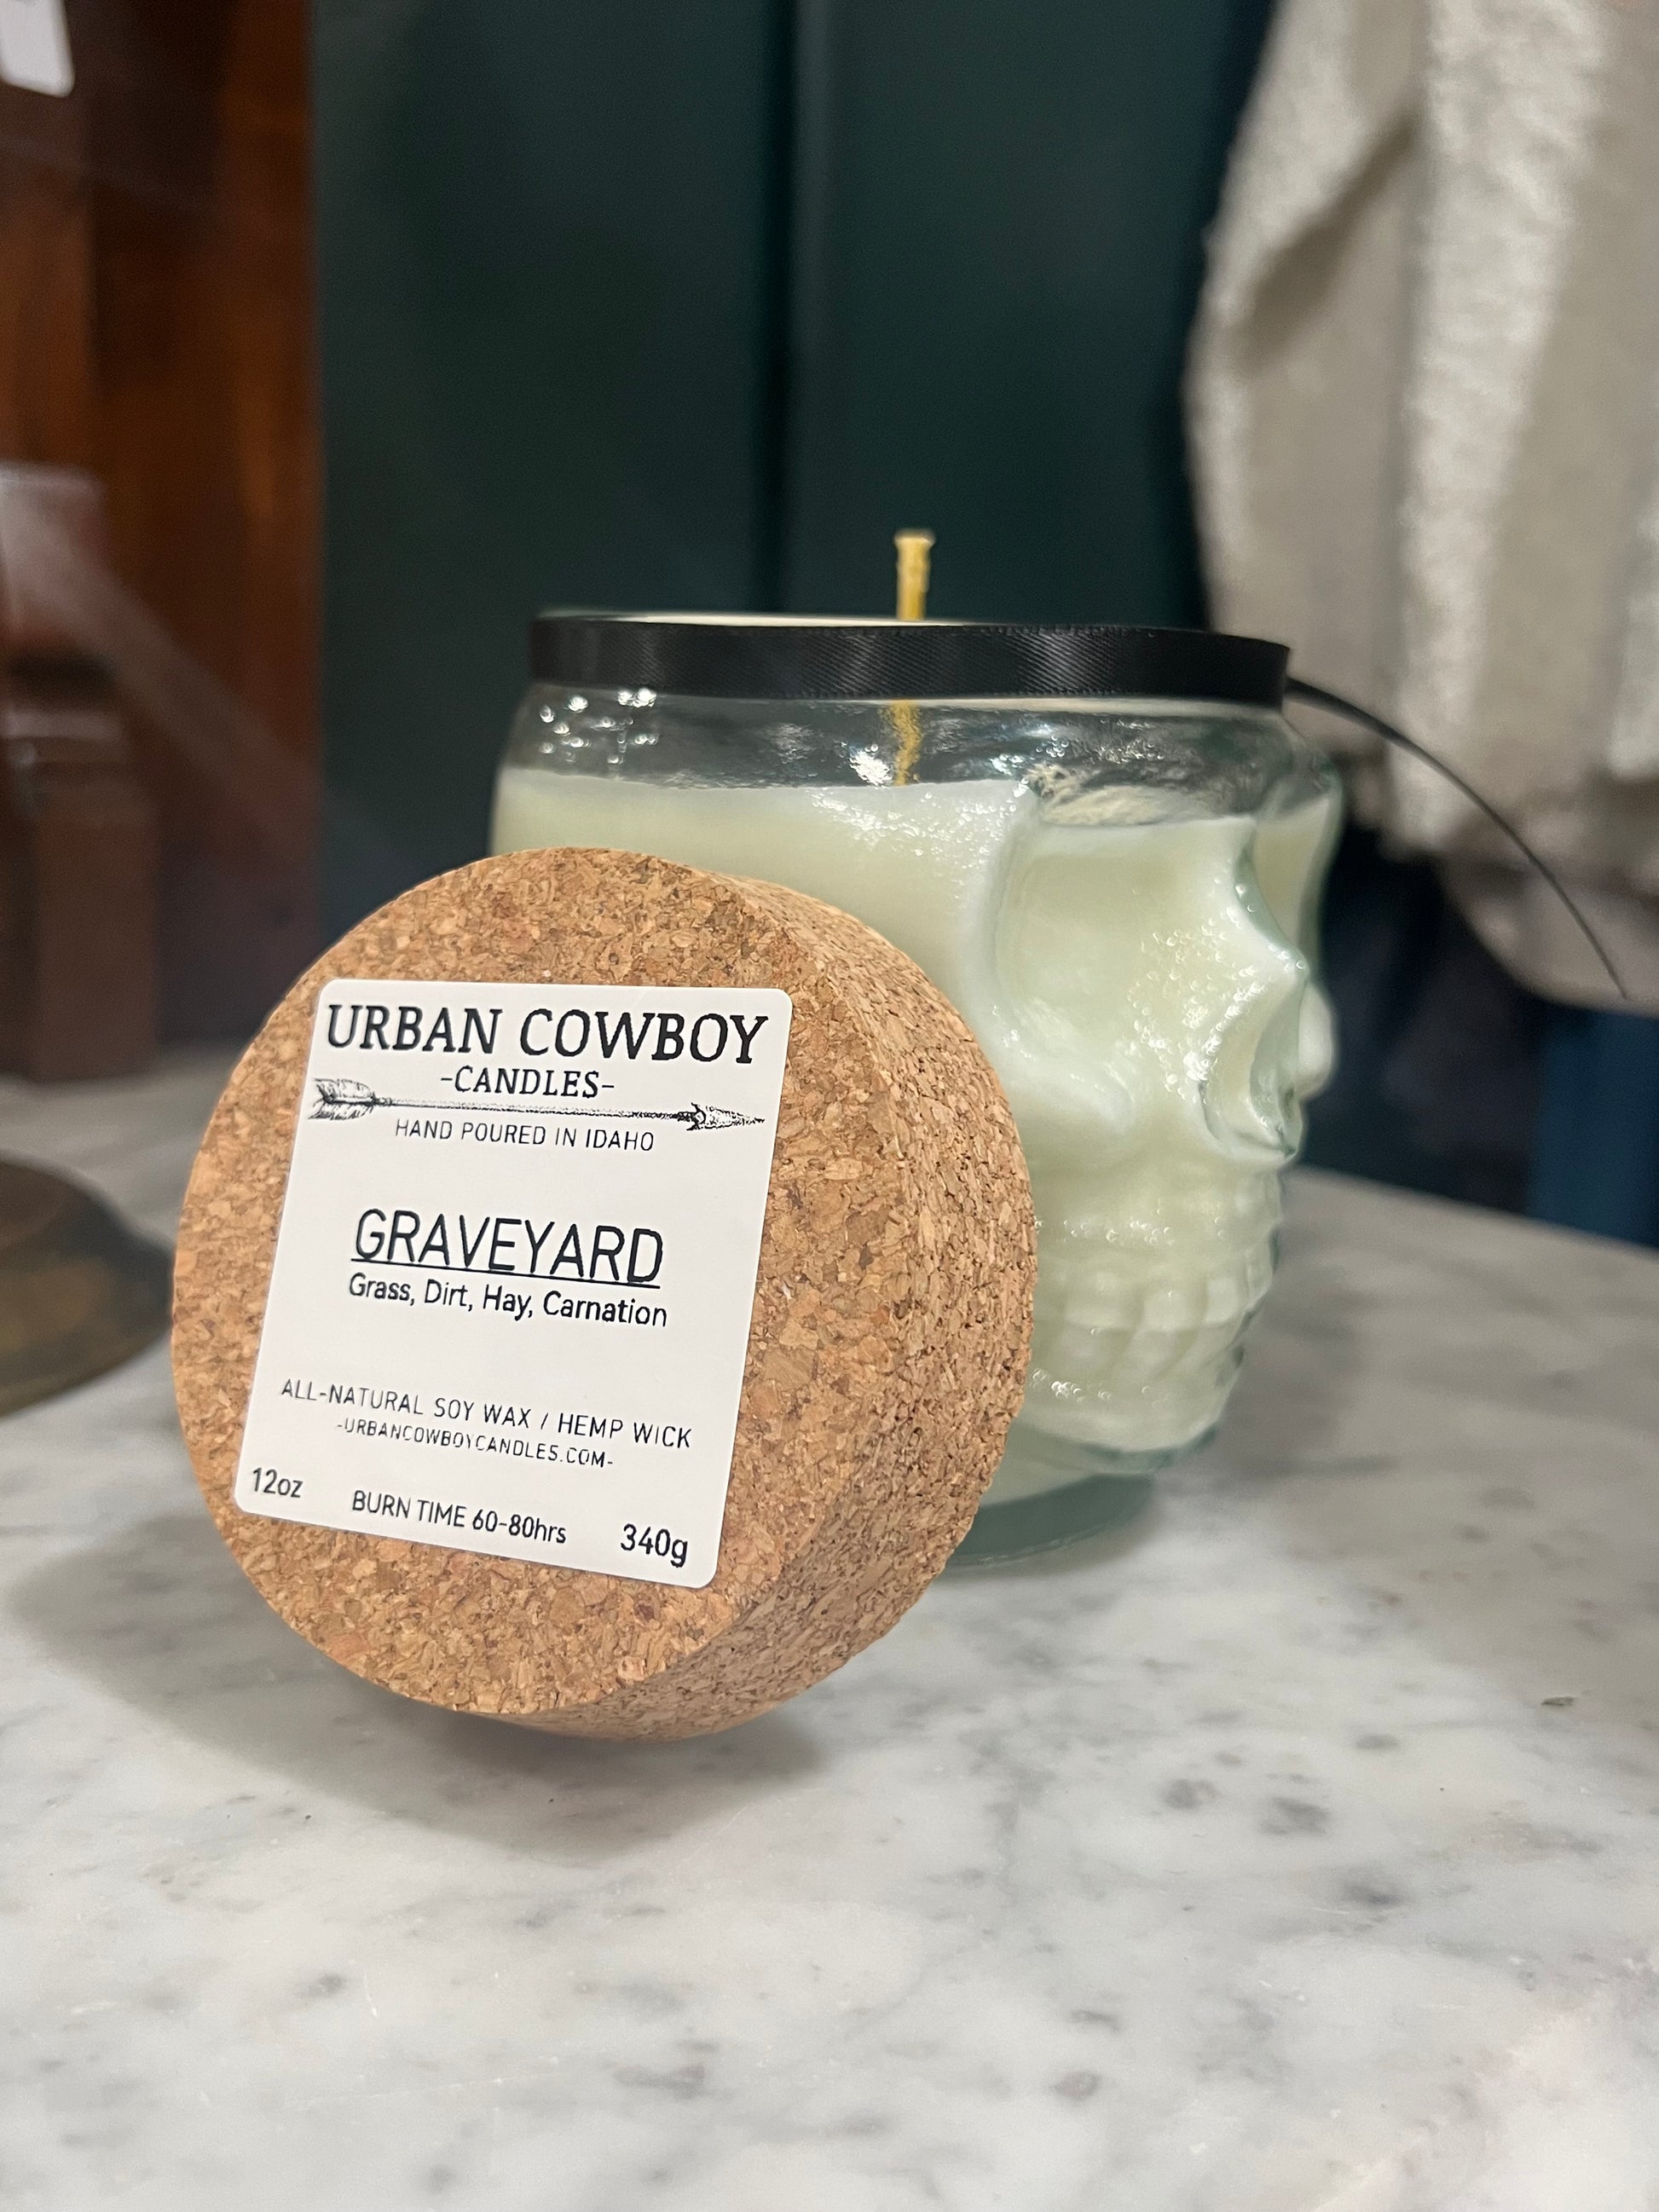 URBAN COWBOY
-CANDLES-
HAND POURED IN IDAHO
GRAVEYARD
Grass, Dirt, Hay, Carnation
ALL-NATURAL SOY WAX / HEMP WICK
-URBANCOWBOYCANDLES.COM-
12oz BURN TIME 60-80hrs 340g